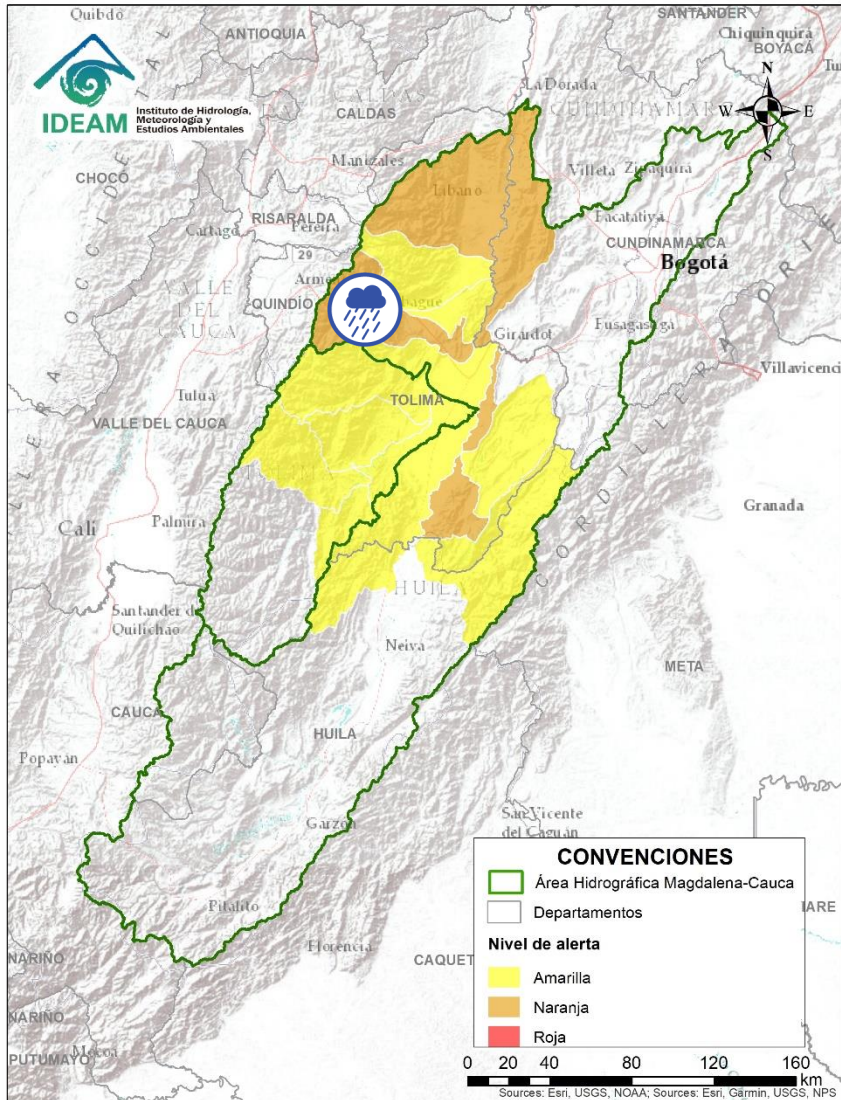 Quibdó
SANTANDER
ANTIOQUIA
Chiquinquirá
BOYACÁ
IDEAM
Instituto de Hidrología,
Meteorología y
Estudios Ambientales
La Dorada
N
W
E
S
CALDAS
Manizales
Líbano
Villeta
Zipaquirá
CHOCÓ
RISARALDA
Pereira
Cartago
Facatativá
CUNDINAMARCA
Bogotá
29
QUINDÍO
VALLE
DEL
CAUCA
Girardot
Fusagasugá
Tuluá
TOLIMA
VALLE DEL CAUCA
Granada
Cali
Palmira
HUILA
Santander de
Quilichao
Neiva
META
CAUCA
HUILA
Popayán
San Vicente
del Caguán
Garzón
Pitalito
Florencia
NARIÑO
NARIÑO
PUTUMAYO
Mocoa
CONVENCIONES
Área Hidrográfica Magdalena-Cauca
Departamentos
Nivel de alerta
Amarilla
Naranja
Roja
0 20 40 80 120 160
km
Sources: Esri, USGS, NOAA; Sources: Esri, Garmin, USGS, NPS